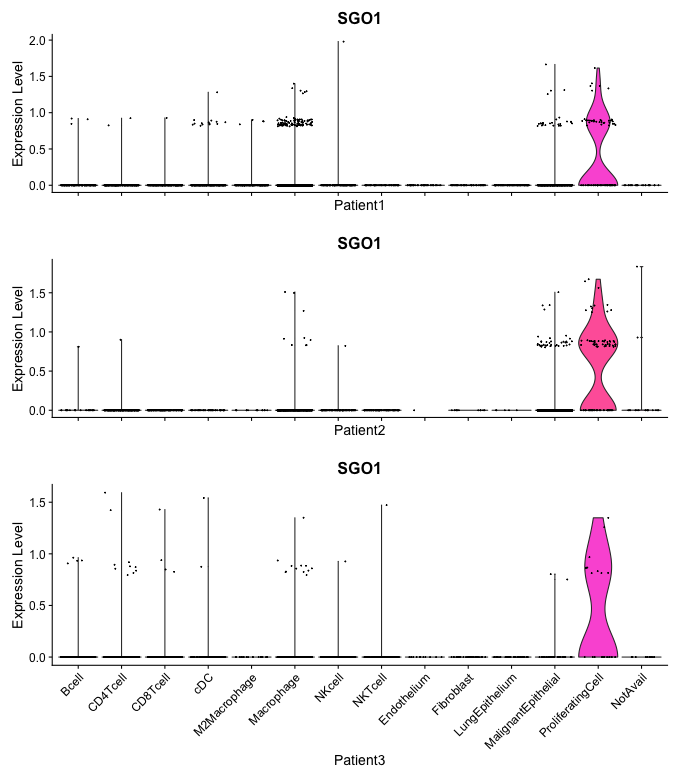 SGO1
2.0
1.5
1.0
0.5
0.0
Expression Level
Patient1
SGO1
1.5
1.0
0.5
0.0
Expression Level
Patient2
SGO1
1.5
1.0
0.5
0.0
Expression Level
Bcell
CD4Tcell
CD8Tcell
cDC
M2Macrophage
Macrophage
NKcell
NKTcell
Endothelium
Fibroblast
LungEpithelium
MalignantEpithelial
ProliferatingCell
NotAvail
Patient3